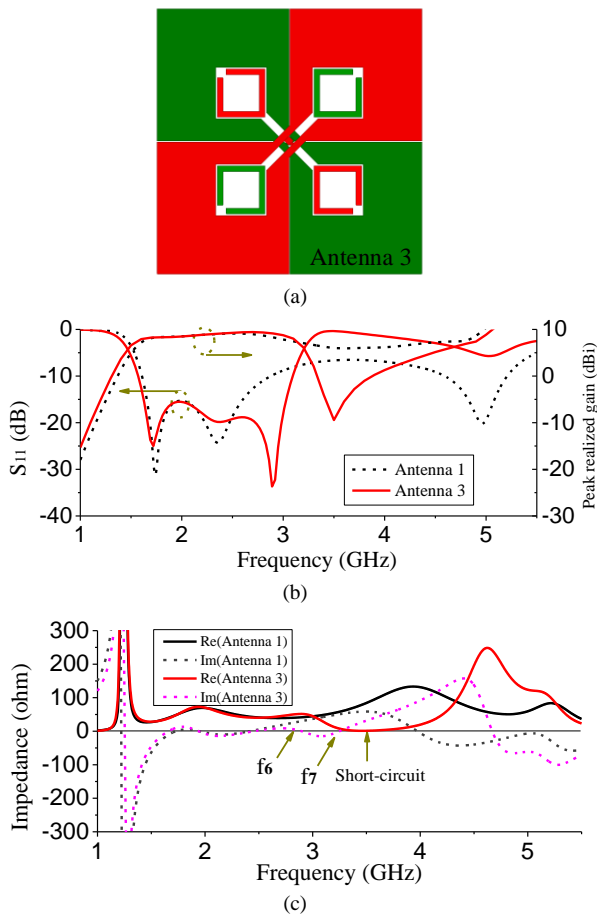 Antenna 3
(a)
0
-10
-20
-30
-40
S11 (dB)
10
0
-10
-20
-30
Peak realized gain (dBi)
Antenna 1
Antenna 3
1 2 3 4 5
Frequency (GHz)
(b)
300
200
100
0
-100
-200
-300
Impedance (ohm)
Re(Antenna 1)
Im(Antenna 1)
Re(Antenna 3)
Im(Antenna 3)
f6
f7
Short-circuit
1 2 3 4 5
Frequency (GHz)
(c)